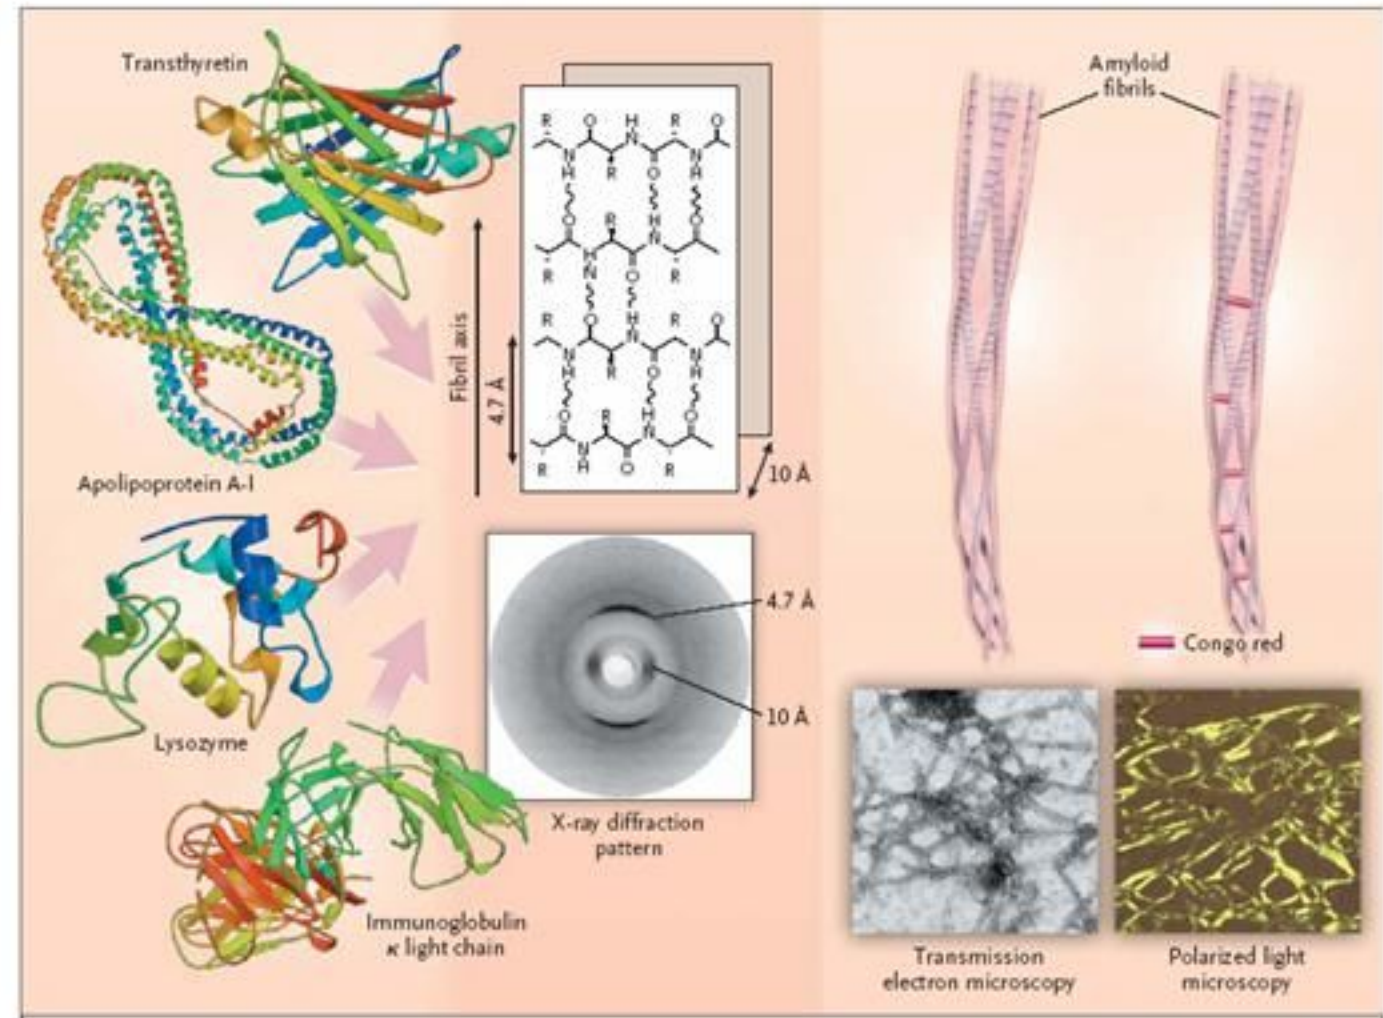 Transthyretin
Apolipoprotein A-I
Lysozyme
Immunoglobulin
κ light chain
R O H R O
N N N
H R O H
O R H O
N N
H R O R
N
Fibril axis
4.7 Å
R O H R O
N N N
H R O H
O R H O
N N
R H O R
10 Å
4.7 Å
10 Å
X-ray diffraction
pattern
Amyloid
fibrils
Congo red
Transmission
electron microscopy
Polarized light
microscopy